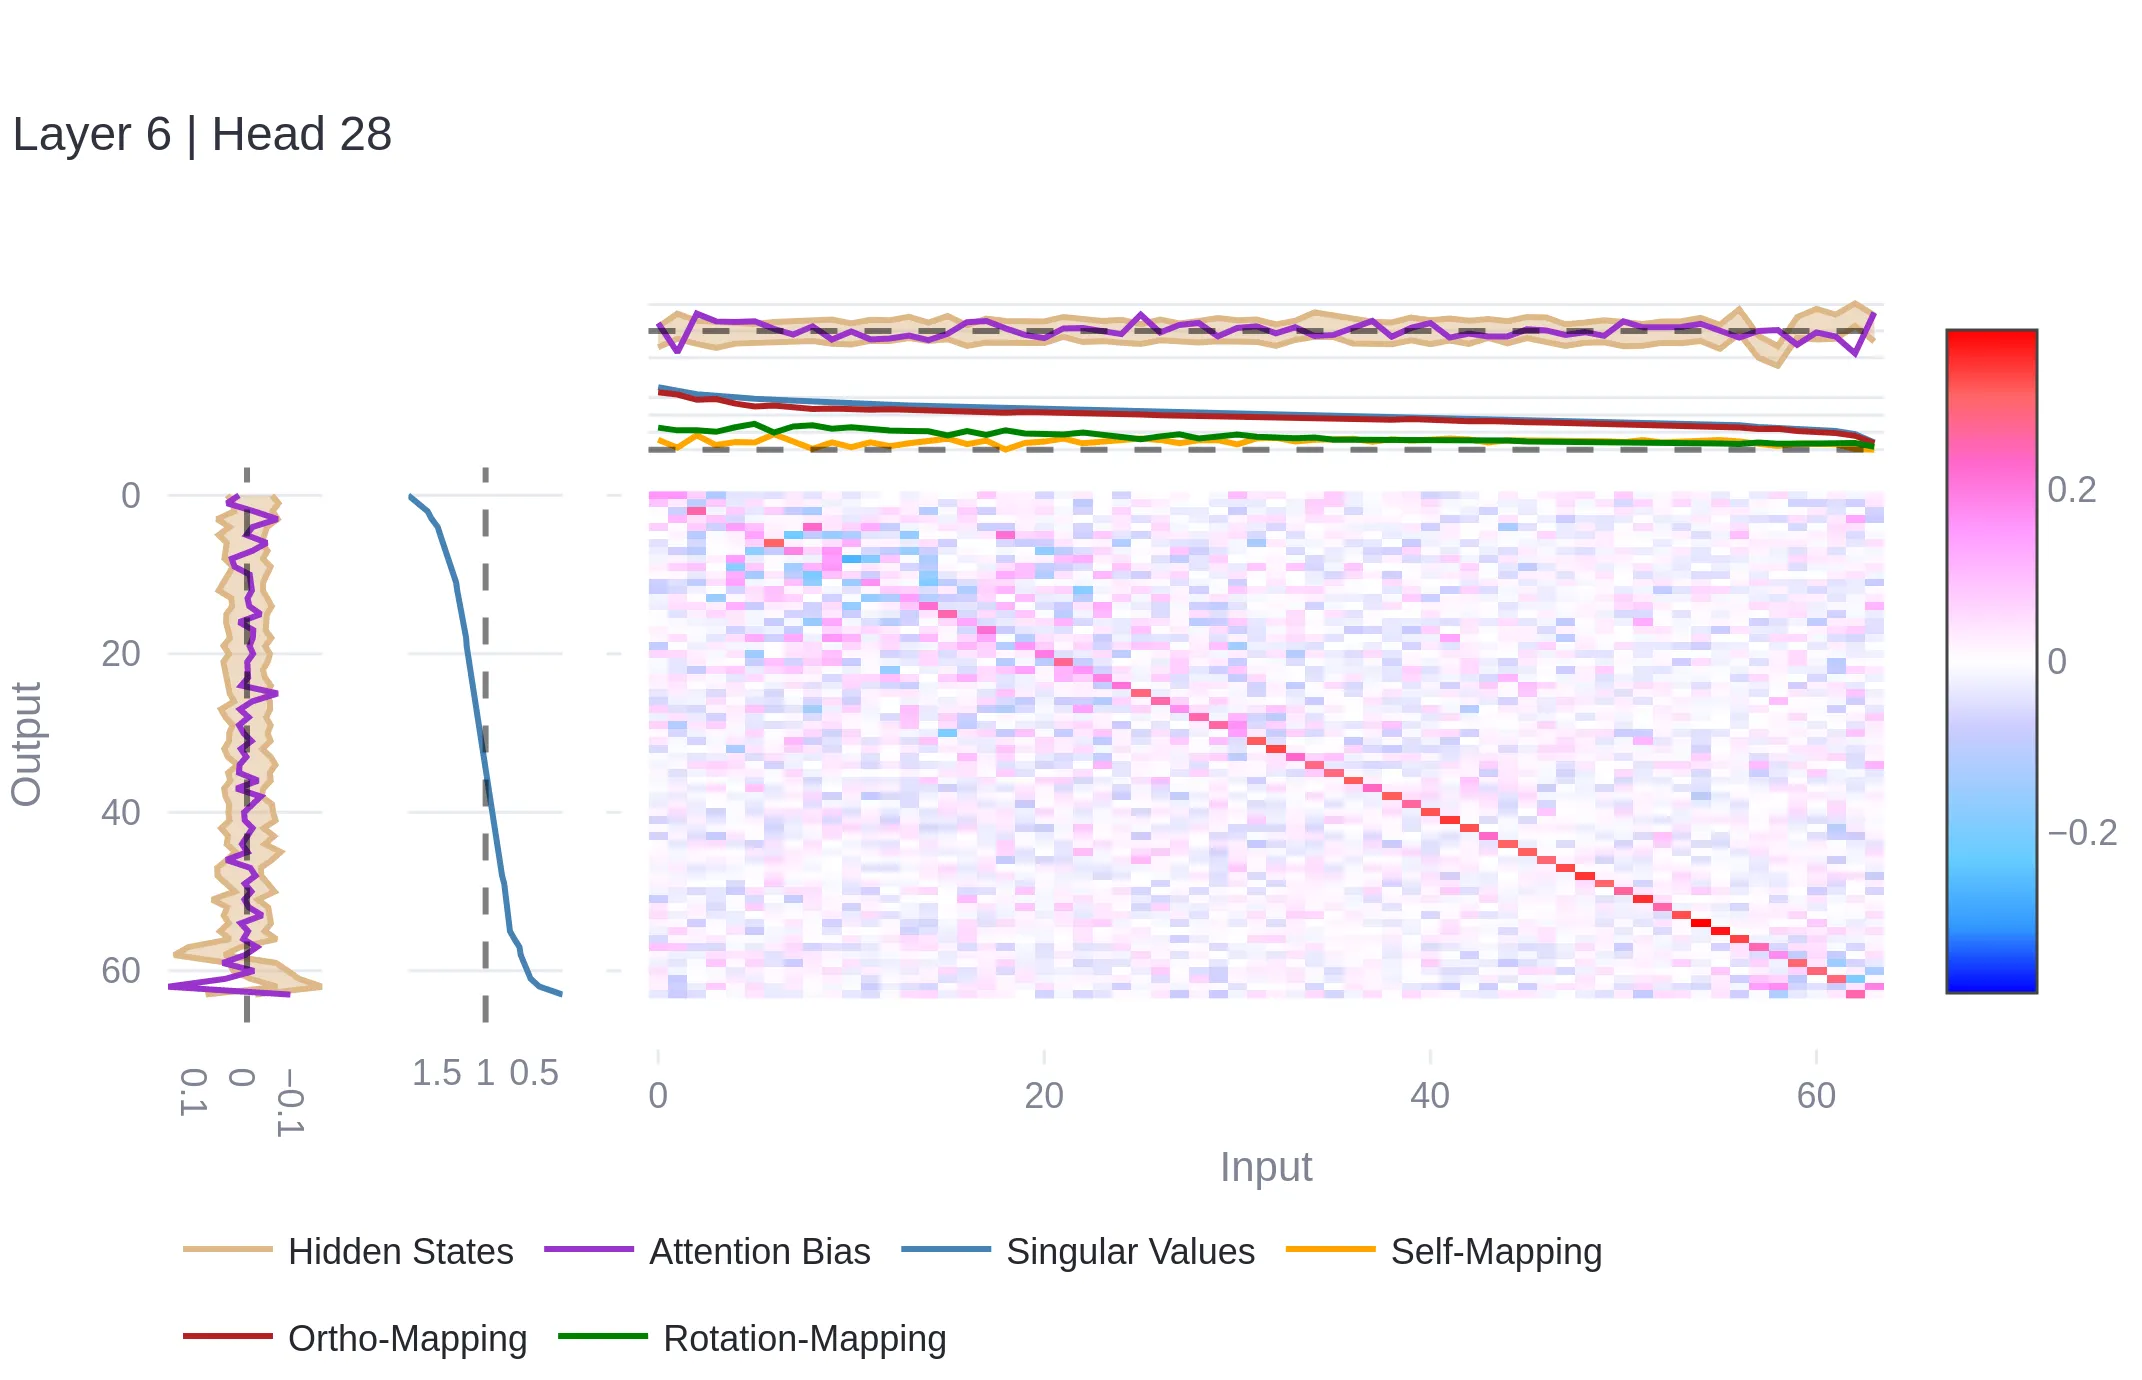 Layer 6 | Head 28
0
20
40
60
Output
0.1
0
−0.1
1.5
1
0.5
0
20
40
60
Input
0.2
0
−0.2
Hidden States
Attention Bias
Singular Values
Self-Mapping
Ortho-Mapping
Rotation-Mapping